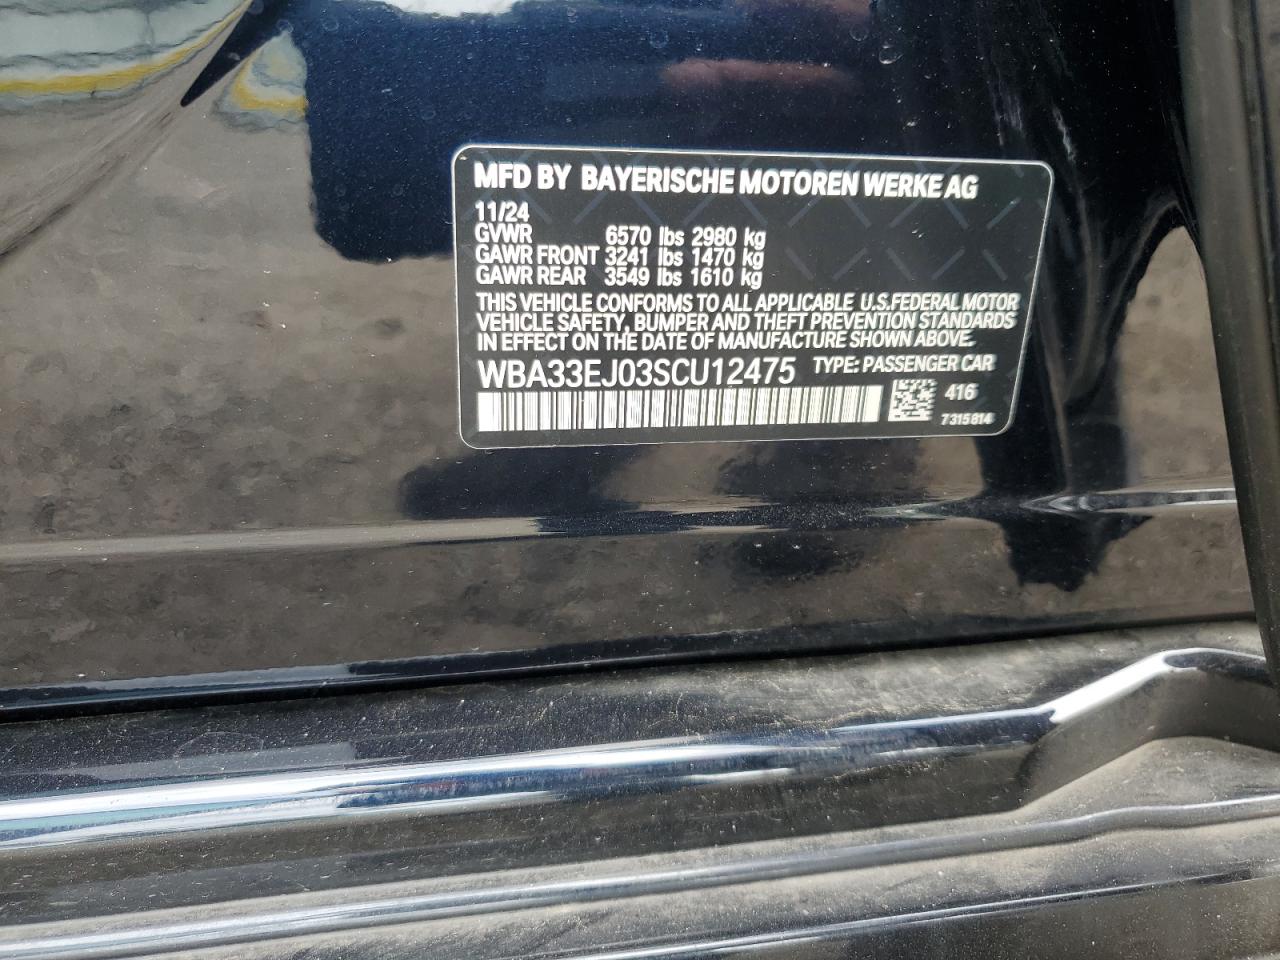 MFD BY BAYERISCHE MOTOREN WERKE AG
11/24
GVWR 6570 lbs 2980 kg
GAWR FRONT 3241 lbs 1470 kg
GAWR REAR 3549 lbs 1610 kg
THIS VEHICLE CONFORMS TO ALL APPLICABLE U.S.FEDERAL MOTOR
VEHICLE SAFETY, BUMPER AND THEFT PREVENTION STANDARDS
IN EFFECT ON THE DATE OF MANUFACTURE SHOWN ABOVE.
WBA33EJ03SCU12475 TYPE: PASSENGER CAR
416
7315814